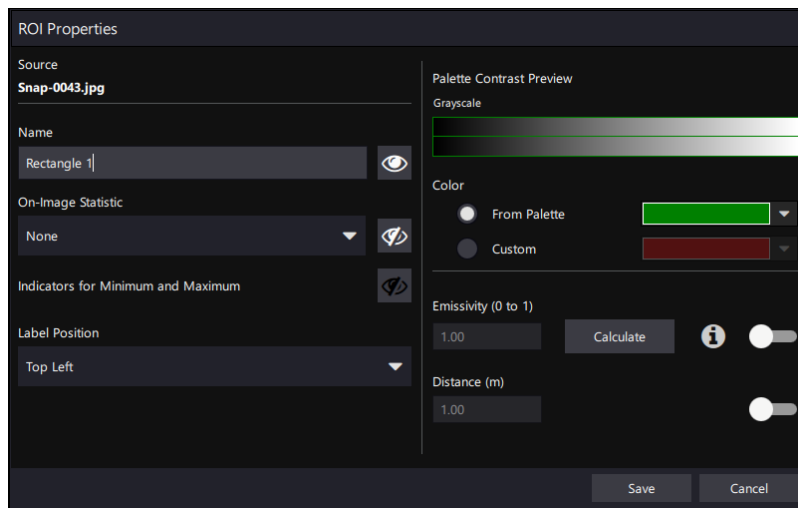 ROI Properties
Source
Snap-0043.jpg
Name
Rectangle 1
On-Image Statistic
None
Indicators for Minimum and Maximum
Label Position
Top Left
Palette Contrast Preview
Grayscale
Color
From Palette
Custom
Emissivity (0 to 1)
1.00
Calculate
Distance (m)
1.00
Save
Cancel